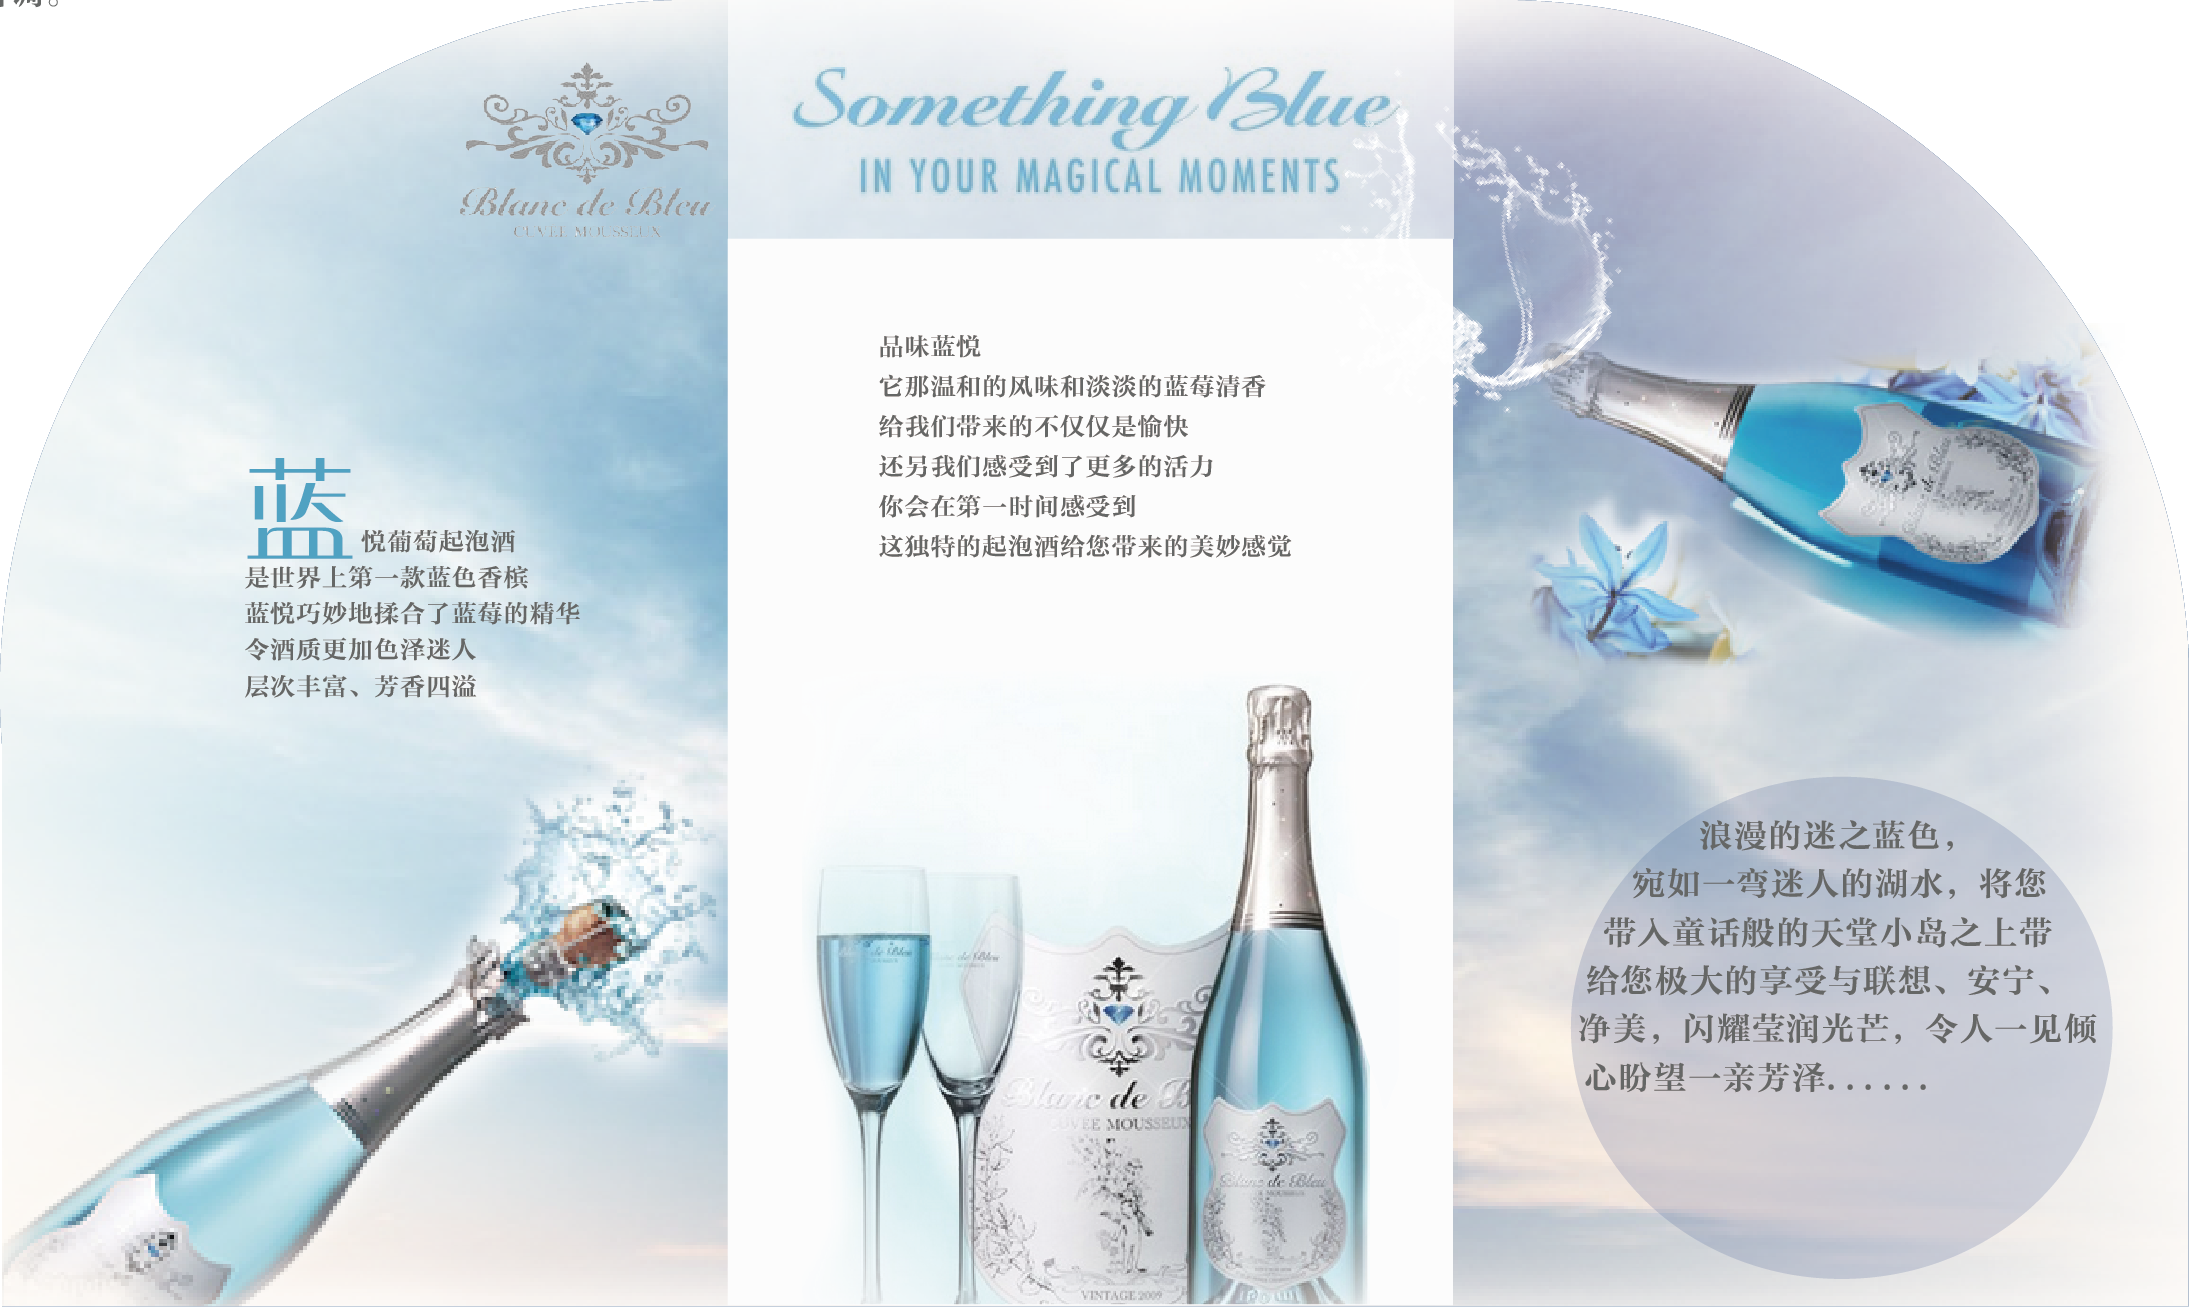 Blanc de Bleu
CUVEE MOUSSEUX
蓝
悦葡萄起泡酒
是世界上第一款蓝色香槟
蓝悦巧妙地揉合了蓝莓的精华
令酒质更加色泽迷人
层次丰富、芳香四溢
Something Blue
IN YOUR MAGICAL MOMENTS
品味蓝悦
它那温和的风味和淡淡的蓝莓清香
给我们带来的不仅仅是愉快
还另我们感受到了更多的活力
你会在第一时间感受到
这独特的起泡酒给您带来的美妙感觉
Blanc de B
CUVEE MOUSSEUX
VINTAGE 2009
Blanc de Bleu
浪漫的迷之蓝色，
宛如一弯迷人的湖水，将您
带入童话般的天堂小岛之上带
给您极大的享受与联想、安宁、
净美，闪耀莹润光芒，令人一见倾
心盼望一亲芳泽......